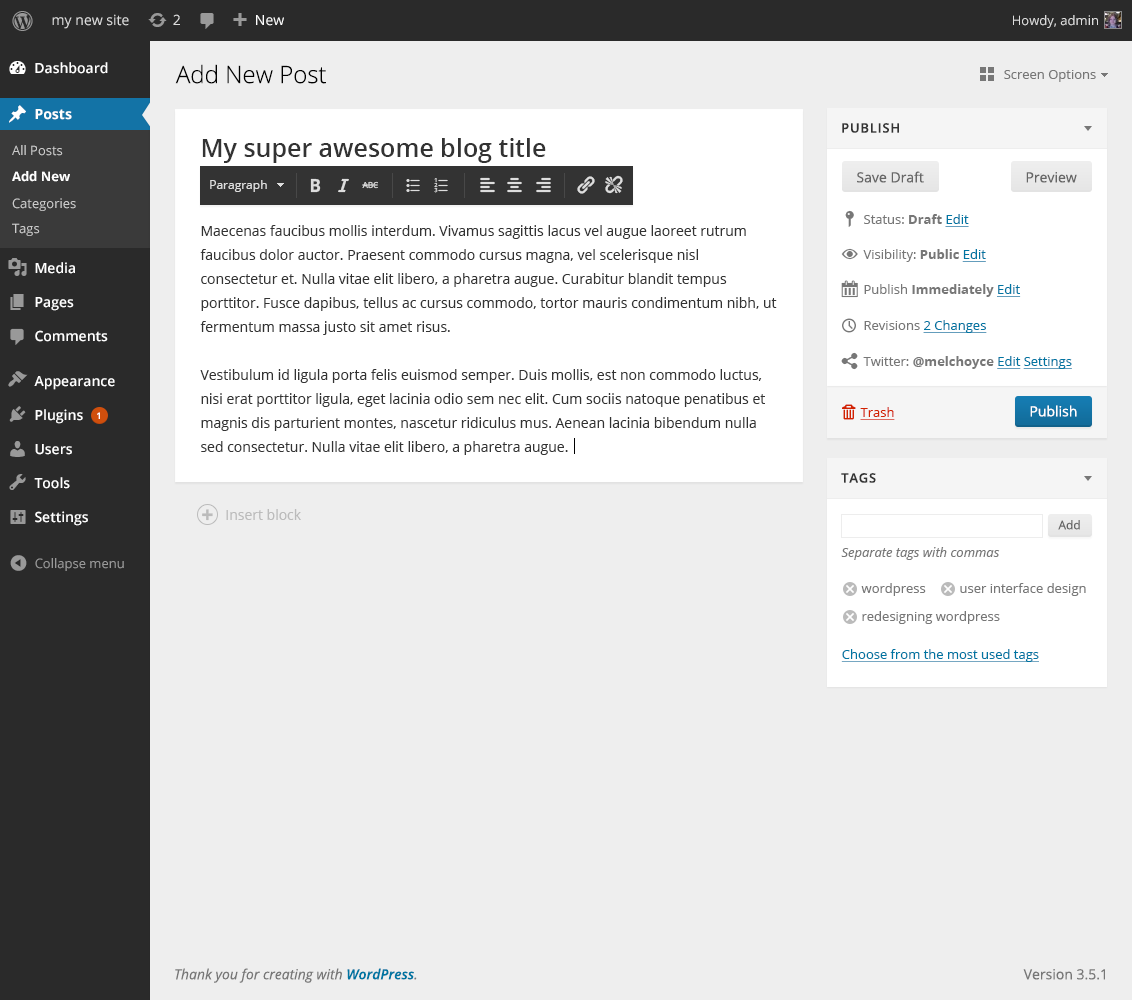 my new site 2 New Howdy, admin
Dashboard
Posts
All Posts
Add New
Categories
Tags
Media
Pages
Comments
Appearance
Plugins 1
Users
Tools
Settings
Collapse menu
Add New Post
Screen Options
My super awesome blog title
Paragraph B I ABC
Maecenas faucibus mollis interdum. Vivamus sagittis lacus vel augue laoreet rutrum
faucibus dolor auctor. Praesent commodo cursus magna, vel scelerisque nisl
consectetur et. Nulla vitae elit libero, a pharetra augue. Curabitur blandit tempus
porttitor. Fusce dapibus, tellus ac cursus commodo, tortor mauris condimentum nibh, ut
fermentum massa justo sit amet risus.
Vestibulum id ligula porta felis euismod semper. Duis mollis, est non commodo luctus,
nisi erat porttitor ligula, eget lacinia odio sem nec elit. Cum sociis natoque penatibus et
magnis dis parturient montes, nascetur ridiculus mus. Aenean lacinia bibendum nulla
sed consectetur. Nulla vitae elit libero, a pharetra augue.
Insert block
PUBLISH
Save Draft Preview
Status: Draft Edit
Visibility: Public Edit
Publish Immediately Edit
Revisions 2 Changes
Twitter: @melchoyce Edit Settings
Trash Publish
TAGS
Add
Separate tags with commas
wordpress user interface design
redesigning wordpress
Choose from the most used tags
Thank you for creating with WordPress.
Version 3.5.1